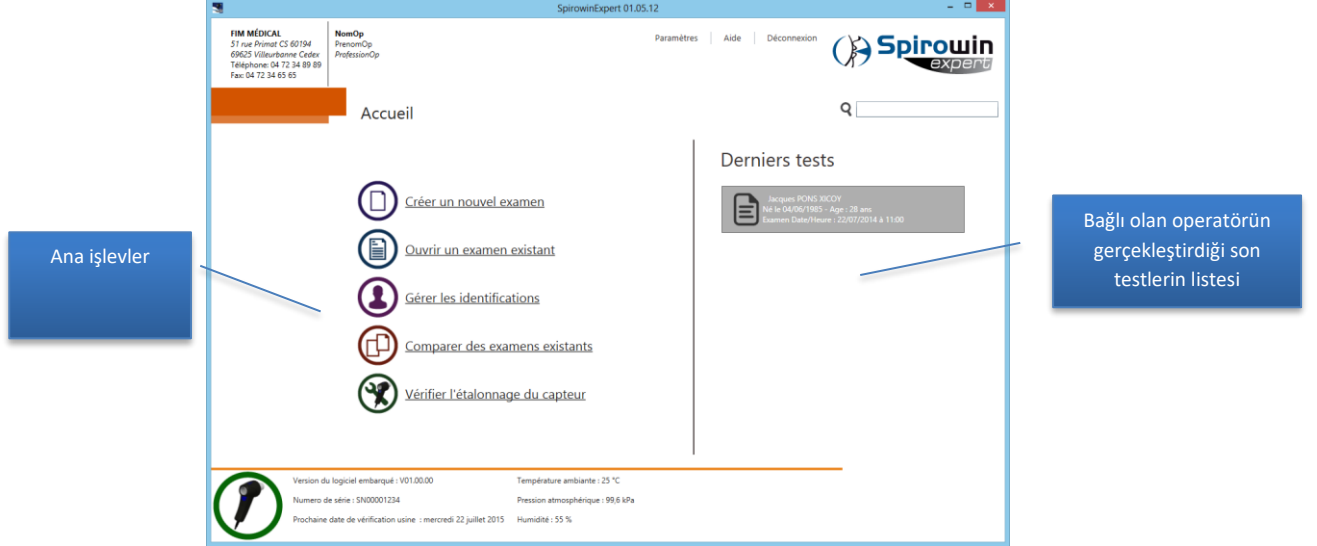 SpirowinExpert 01.05.12
FIM MÉDICAL
51 rue Primat CS 60194
69625 Villeurbanne Cedex
Téléphone: 04 72 34 89 89
Fax: 04 72 34 65 65
NomOp
PrenomOp
ProfessionOp
Paramètres | Aide | Déconnexion
Spirowin
expert
Accueil
Derniers tests
Jacques PONS XICOY
Né le 04/06/1985 - Age : 28 ans
Examen Date/Heure : 22/07/2014 à 11:00
Créer un nouvel examen
Ouvrir un examen existant
Gérer les identifications
Comparer des examens existants
Vérifier l'étalonnage du capteur
Ana işlevler
Bağlı olan operatörün
gerçekleştirdiği son
testlerin listesi
Version du logiciel embarqué : V01.00.00
Numero de série : SN00001234
Prochaine date de vérification usine : mercredi 22 juillet 2015
Température ambiante : 25 °C
Pression atmosphérique : 99,6 kPa
Humidité : 55 %